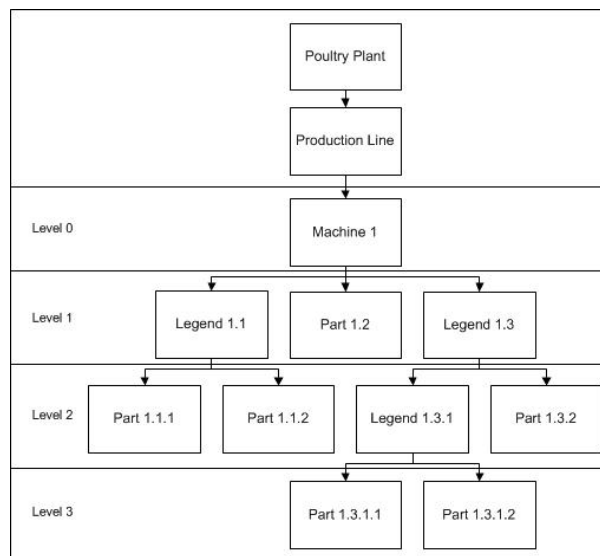 Poultry Plant
Production Line
Level 0
Machine 1
Level 1
Legend 1.1
Part 1.2
Legend 1.3
Level 2
Part 1.1.1
Part 1.1.2
Legend 1.3.1
Part 1.3.2
Level 3
Part 1.3.1.1
Part 1.3.1.2